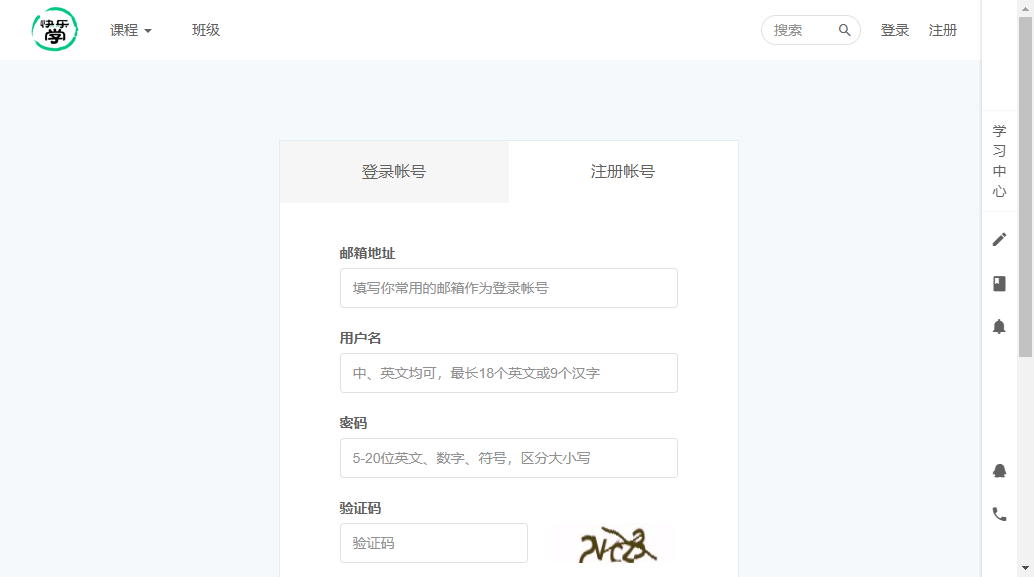 快乐
学
课程
班级
搜索
登录
注册
学
习
中
心
登录帐号
注册帐号
邮箱地址
填写你常用的邮箱作为登录帐号
用户名
中、英文均可，最长18个英文或9个汉字
密码
5-20位英文、数字、符号，区分大小写
验证码
验证码